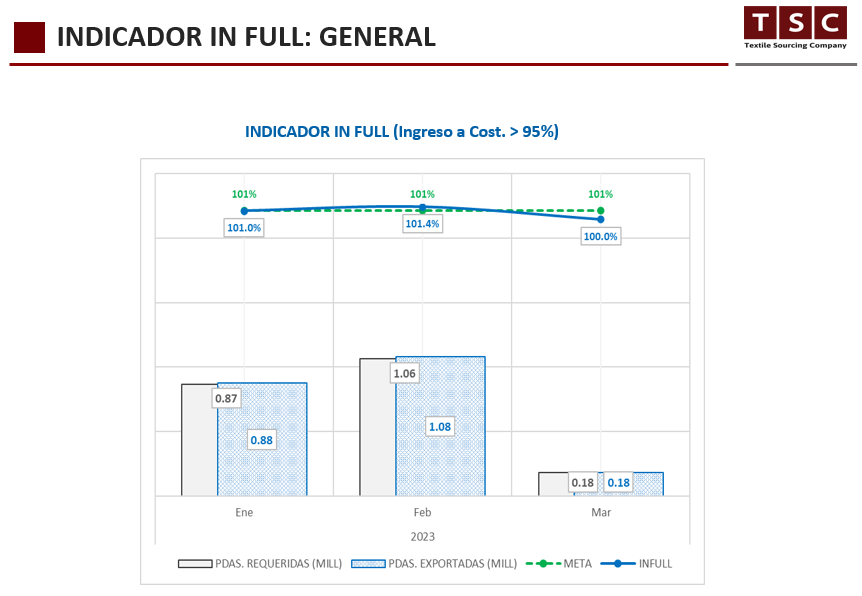 INDICADOR IN FULL: GENERAL
T S C
Textile Sourcing Company
INDICADOR IN FULL (Ingreso a Cost. > 95%)
101% 101% 101%
101.0% 101.4% 100.0%
0.87 1.06 0.18
0.88 1.08 0.18
Ene Feb Mar
2023
PDAS. REQUERIDAS (MILL) PDAS. EXPORTADAS (MILL) META INFULL